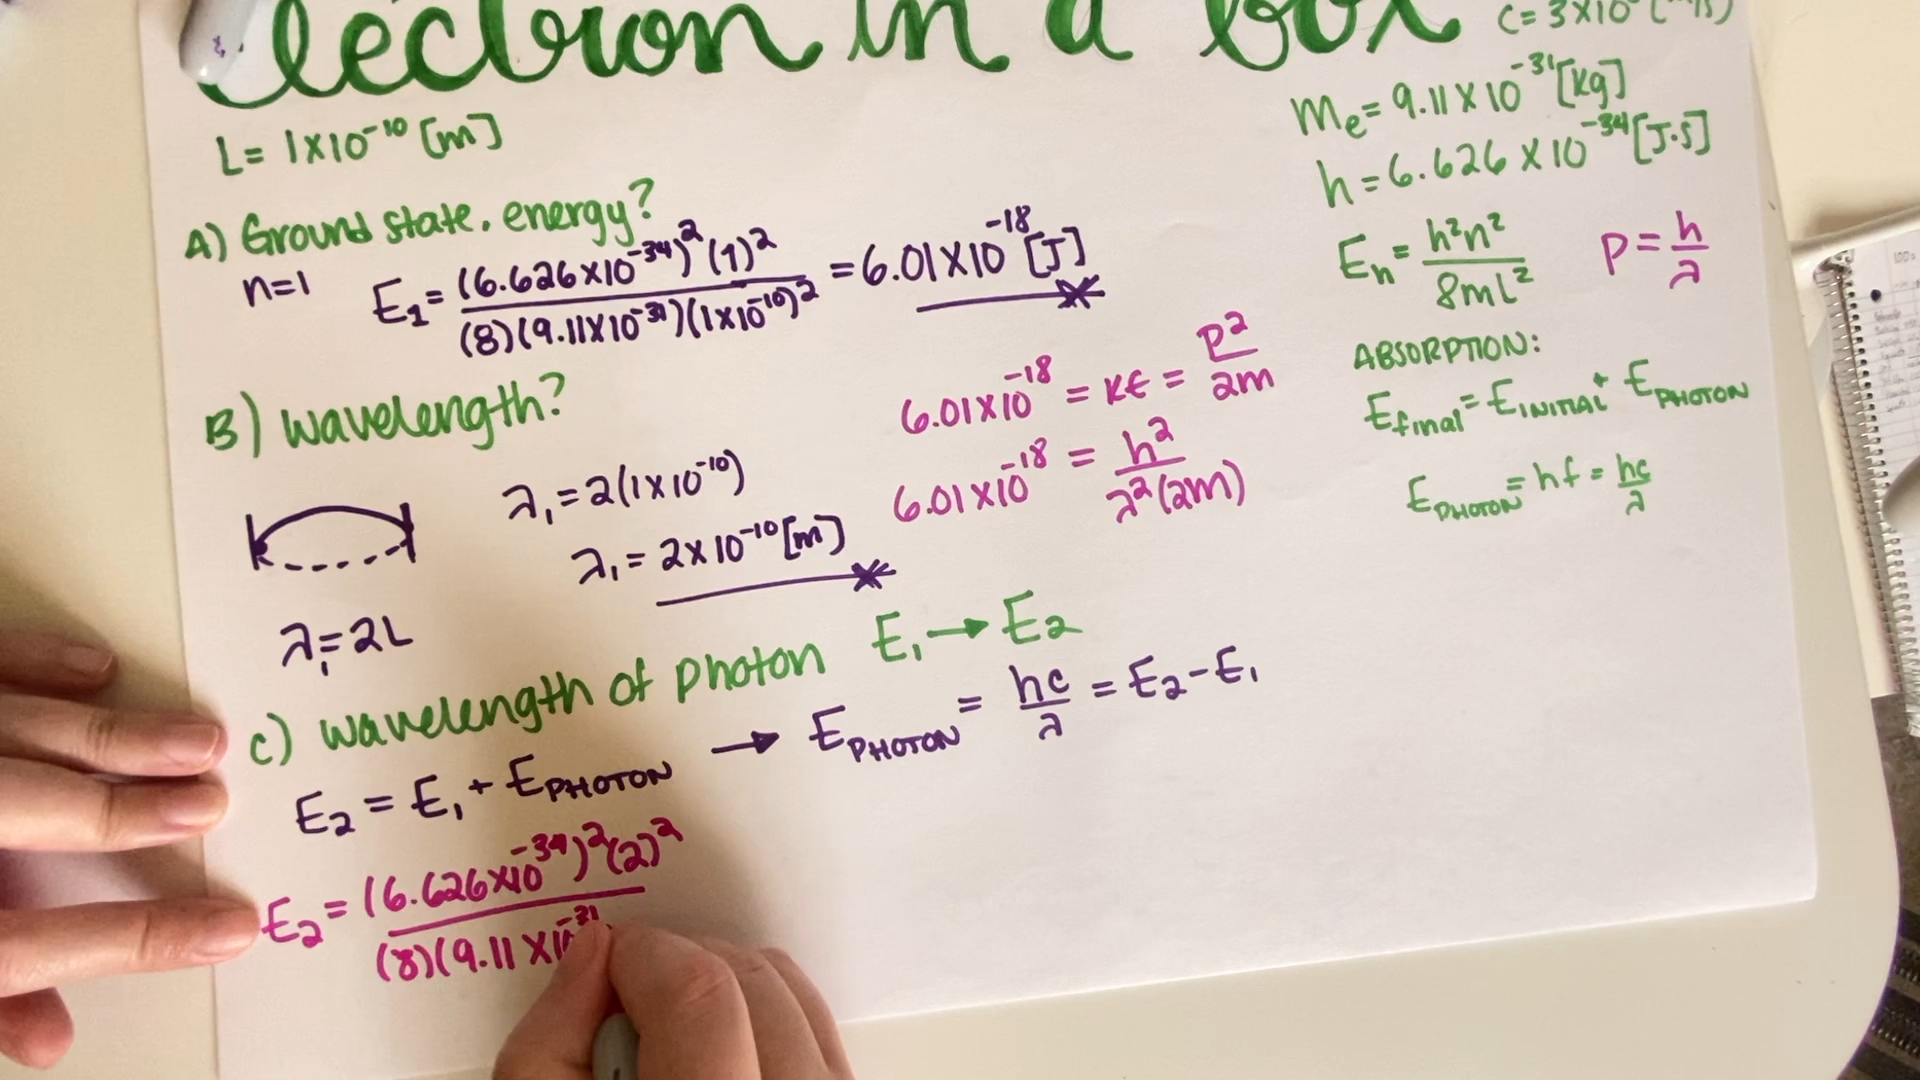 lectron in a box
L= 1X10⁻¹⁰ [m]
A) Ground state. energy?
n=1
E₁= (6.626X10⁻³⁴)²(1)² / (8)(9.11X10⁻³¹)(1X10⁻¹⁰)² = 6.01X10⁻¹⁸ [J]
B) wavelength?
λ₁=2L
λ₁=2(1X10⁻¹⁰)
λ₁= 2X10⁻¹⁰[m]
6.01X10⁻¹⁸ = KE = P²/2m
6.01X10⁻¹⁸ = h²/λ²(2m)
C) wavelength of photon E₁→E₂
E₂ = E₁ + EPHOTON → EPHOTON = hc/λ = E₂-E₁
E₂= (6.626X10⁻³⁴)²(2)² / (8)(9.11 X10⁻³¹
C= 3X10
me= 9.11 X 10⁻³¹[kg]
h=6.626 X 10⁻³⁴[J·S]
En= h²n²/8mL²
P= h/λ
ABSORPTION:
Efinal= EINITIAL + EPHOTON
EPHOTON= hf = hc/λ